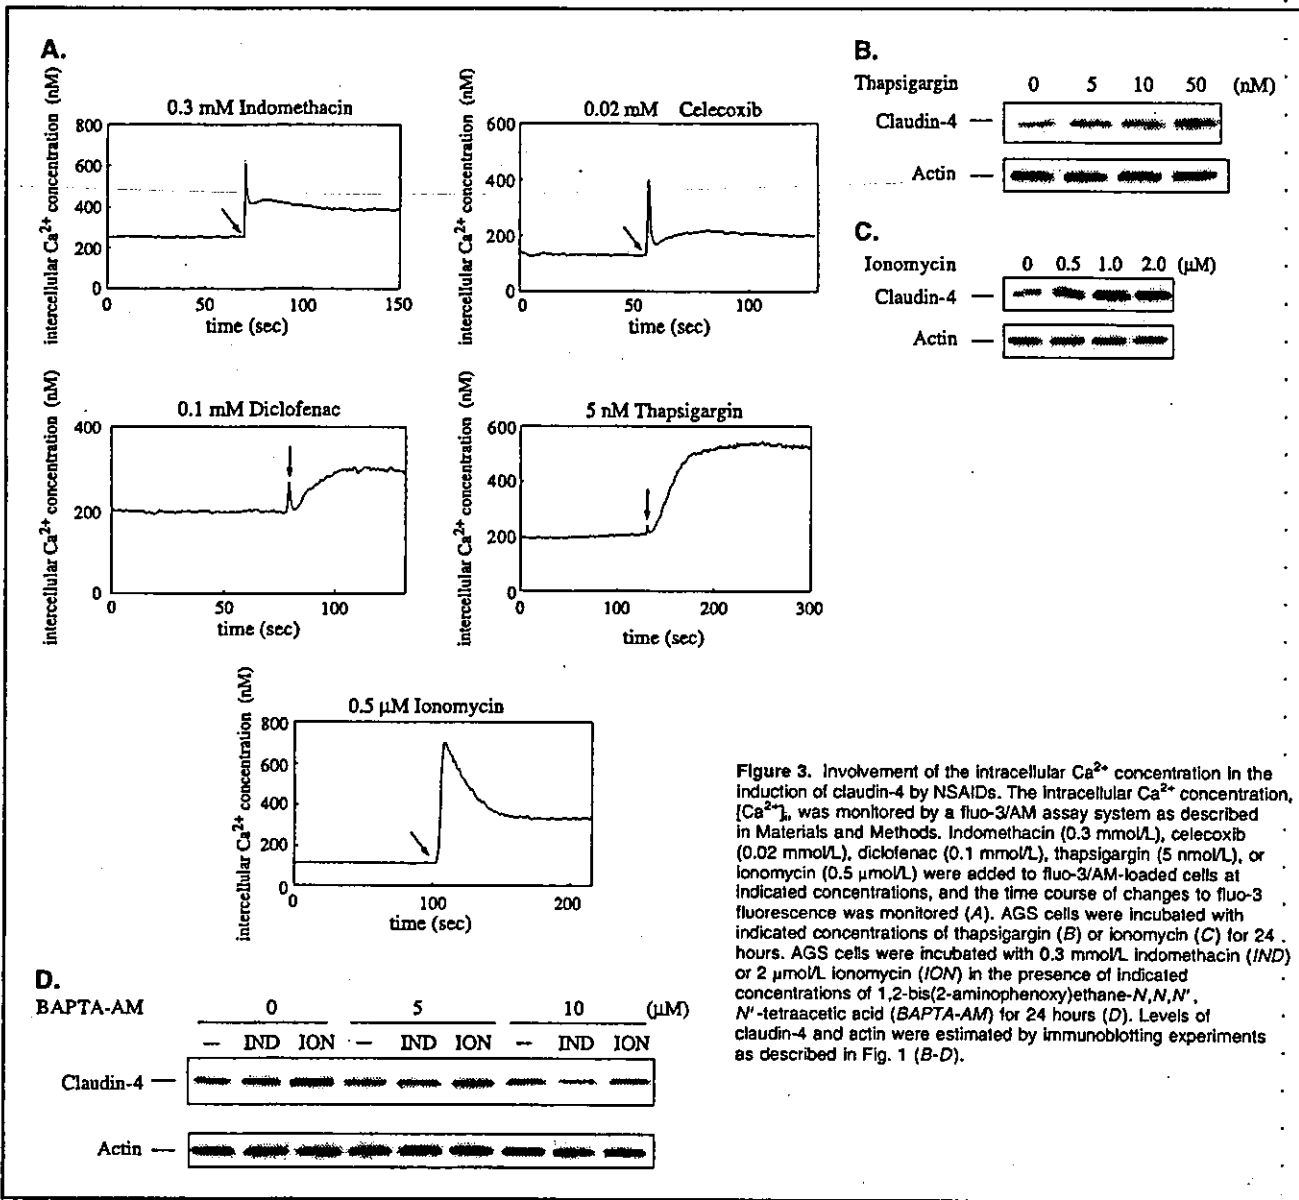 A.
0.3 mM Indomethacin
intercellular Ca2+ concentration (nM)
800
600
400
200
0
0 50 100 150
time (sec)
0.02 mM Celecoxib
intercellular Ca2+ concentration (nM)
600
400
200
0
0 50 100
time (sec)
0.1 mM Diclofenac
intercellular Ca2+ concentration (nM)
400
200
0
0 50 100
time (sec)
5 nM Thapsigargin
intercellular Ca2+ concentration (nM)
600
400
200
0
0 100 200 300
time (sec)
0.5 µM Ionomycin
intercellular Ca2+ concentration (nM)
800
600
400
200
0
0 100 200
time (sec)
B.
Thapsigargin 0 5 10 50 (nM)
Claudin-4 —
Actin —
C.
Ionomycin 0 0.5 1.0 2.0 (µM)
Claudin-4 —
Actin —
D.
BAPTA-AM 0 5 10 (µM)
– IND ION – IND ION – IND ION
Claudin-4 —
Actin —
Figure 3. Involvement of the intracellular Ca2+ concentration in the
induction of claudin-4 by NSAIDs. The intracellular Ca2+ concentration,
[Ca2+]i, was monitored by a fluo-3/AM assay system as described
in Materials and Methods. Indomethacin (0.3 mmol/L), celecoxib
(0.02 mmol/L), diclofenac (0.1 mmol/L), thapsigargin (5 nmol/L), or
ionomycin (0.5 µmol/L) were added to fluo-3/AM-loaded cells at
indicated concentrations, and the time course of changes to fluo-3
fluorescence was monitored (A). AGS cells were incubated with
indicated concentrations of thapsigargin (B) or ionomycin (C) for 24
hours. AGS cells were incubated with 0.3 mmol/L indomethacin (IND)
or 2 µmol/L ionomycin (ION) in the presence of indicated
concentrations of 1,2-bis(2-aminophenoxy)ethane-N,N,N',
N'-tetraacetic acid (BAPTA-AM) for 24 hours (D). Levels of
claudin-4 and actin were estimated by immunoblotting experiments
as described in Fig. 1 (B-D).